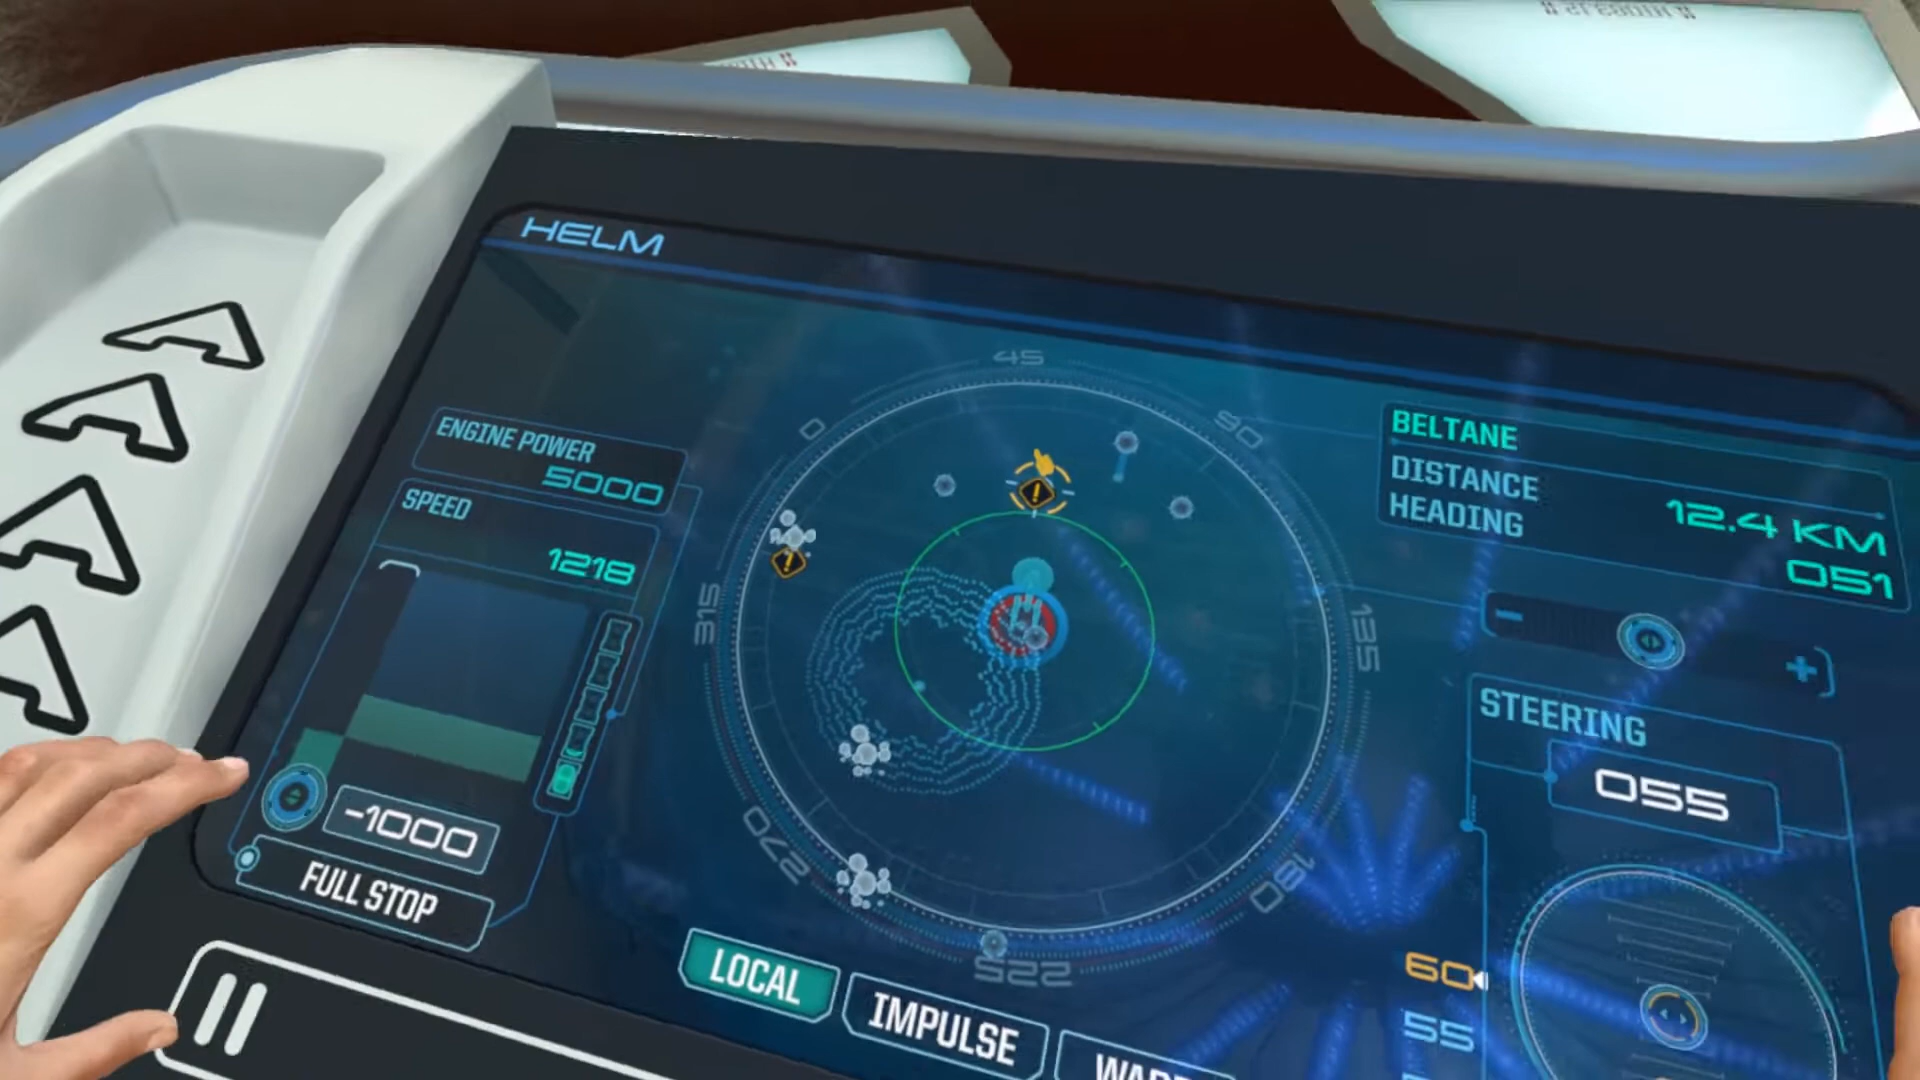 HELM
ENGINE POWER
5000
SPEED
1218
-1000
FULL STOP
0
45
90
135
180
225
270
315
BELTANE
DISTANCE
12.4 KM
HEADING
051
STEERING
055
60
55
LOCAL
IMPULSE